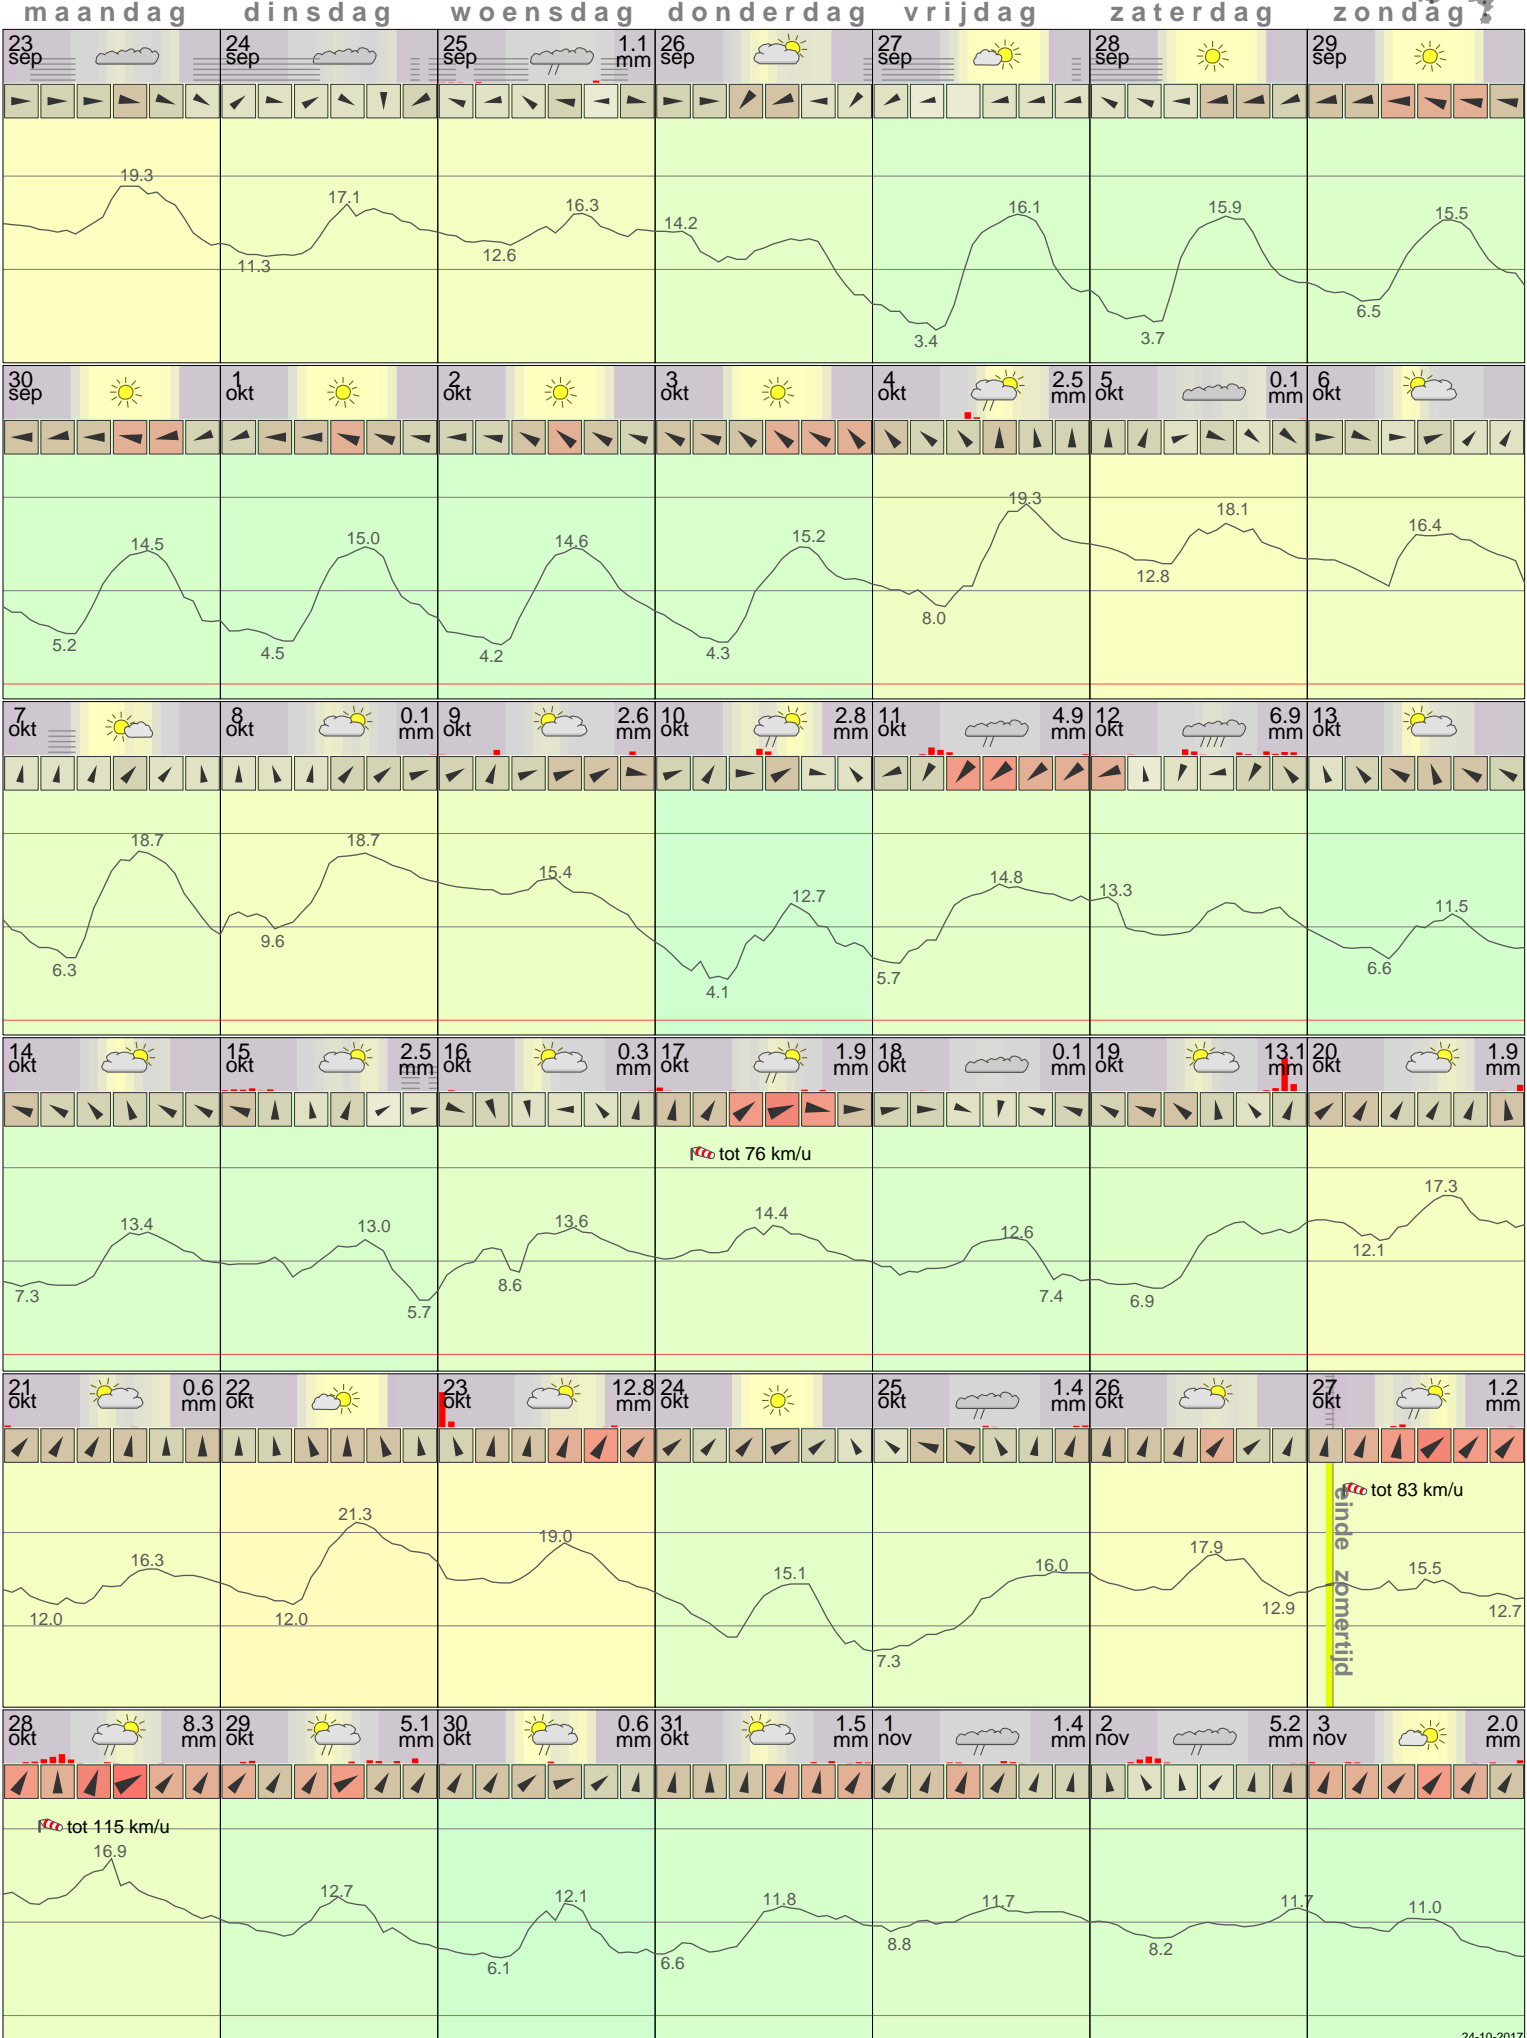 maandag dinsdag woensdag donderdag vrijdag zaterdag zondag
23 sep 24 sep 25 sep 1.1 mm 26 sep 27 sep 28 sep 29 sep
19.3 11.3 17.1 12.6 16.3 14.2 3.4 16.1 3.7 15.9 6.5 15.5
30 sep 1 okt 2 okt 3 okt 4 okt 2.5 mm 5 okt 0.1 mm 6 okt
5.2 14.5 4.5 15.0 4.2 14.6 4.3 15.2 8.0 19.3 12.8 18.1 16.4
7 okt 8 okt 0.1 mm 9 okt 2.6 mm 10 okt 2.8 mm 11 okt 4.9 mm 12 okt 6.9 mm 13 okt
6.3 18.7 9.6 18.7 15.4 4.1 12.7 5.7 14.8 13.3 6.6 11.5
14 okt 15 okt 2.5 mm 16 okt 0.3 mm 17 okt 1.9 mm 18 okt 0.1 mm 19 okt 13.1 mm 20 okt 1.9 mm
tot 76 km/u
7.3 13.4 13.0 5.7 8.6 13.6 14.4 12.6 7.4 6.9 12.1 17.3
21 okt 0.6 mm 22 okt 23 okt 12.8 mm 24 okt 25 okt 1.4 mm 26 okt 27 okt 1.2 mm
tot 83 km/u
einde zomertijd
12.0 16.3 12.0 21.3 19.0 15.1 7.3 16.0 17.9 12.9 15.5 12.7
28 okt 8.3 mm 29 okt 5.1 mm 30 okt 0.6 mm 31 okt 1.5 mm 1 nov 1.4 mm 2 nov 5.2 mm 3 nov 2.0 mm
tot 115 km/u
16.9 12.7 6.1 12.1 6.6 11.8 8.8 11.7 8.2 11.7 11.0
24-10-2017